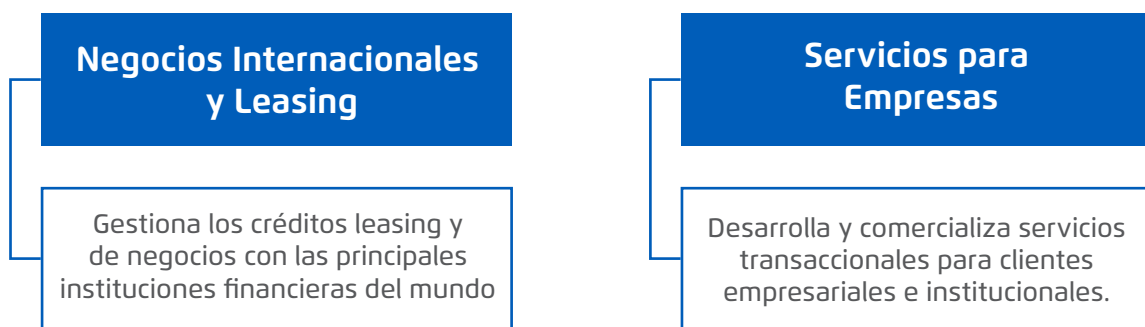 Negocios Internacionales
y Leasing
Gestiona los créditos leasing y
de negocios con las principales
instituciones financieras del mundo
Servicios para
Empresas
Desarrolla y comercializa servicios
transaccionales para clientes
empresariales e institucionales.